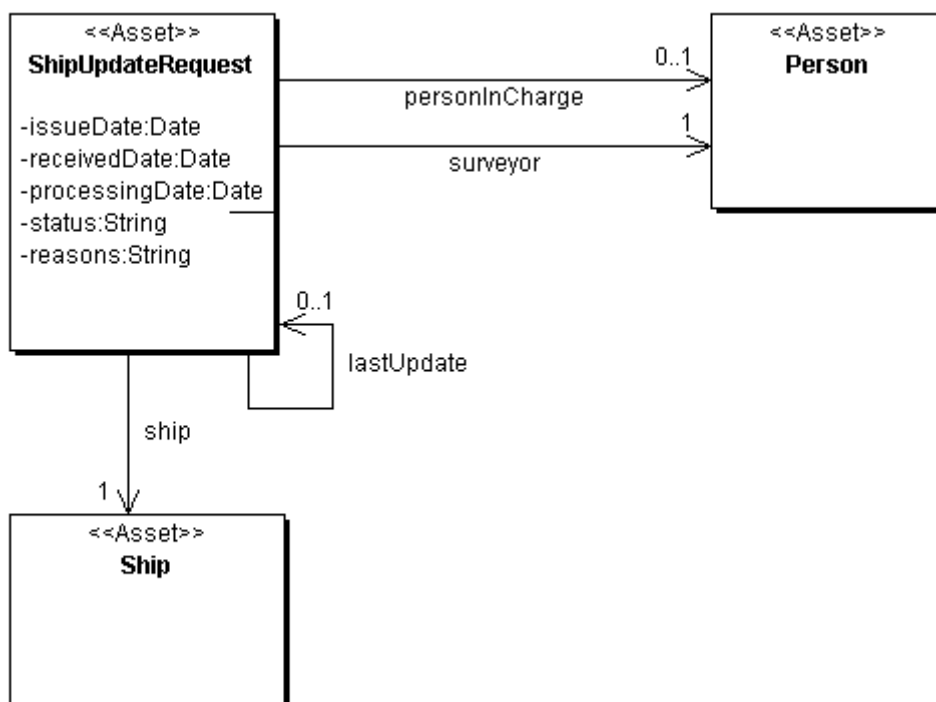 <<Asset>>
ShipUpdateRequest
-issueDate:Date
-receivedDate:Date
-processingDate:Date
-status:String
-reasons:String
0..1
personInCharge
1
surveyor
<<Asset>>
Person
0..1
lastUpdate
ship
1
<<Asset>>
Ship